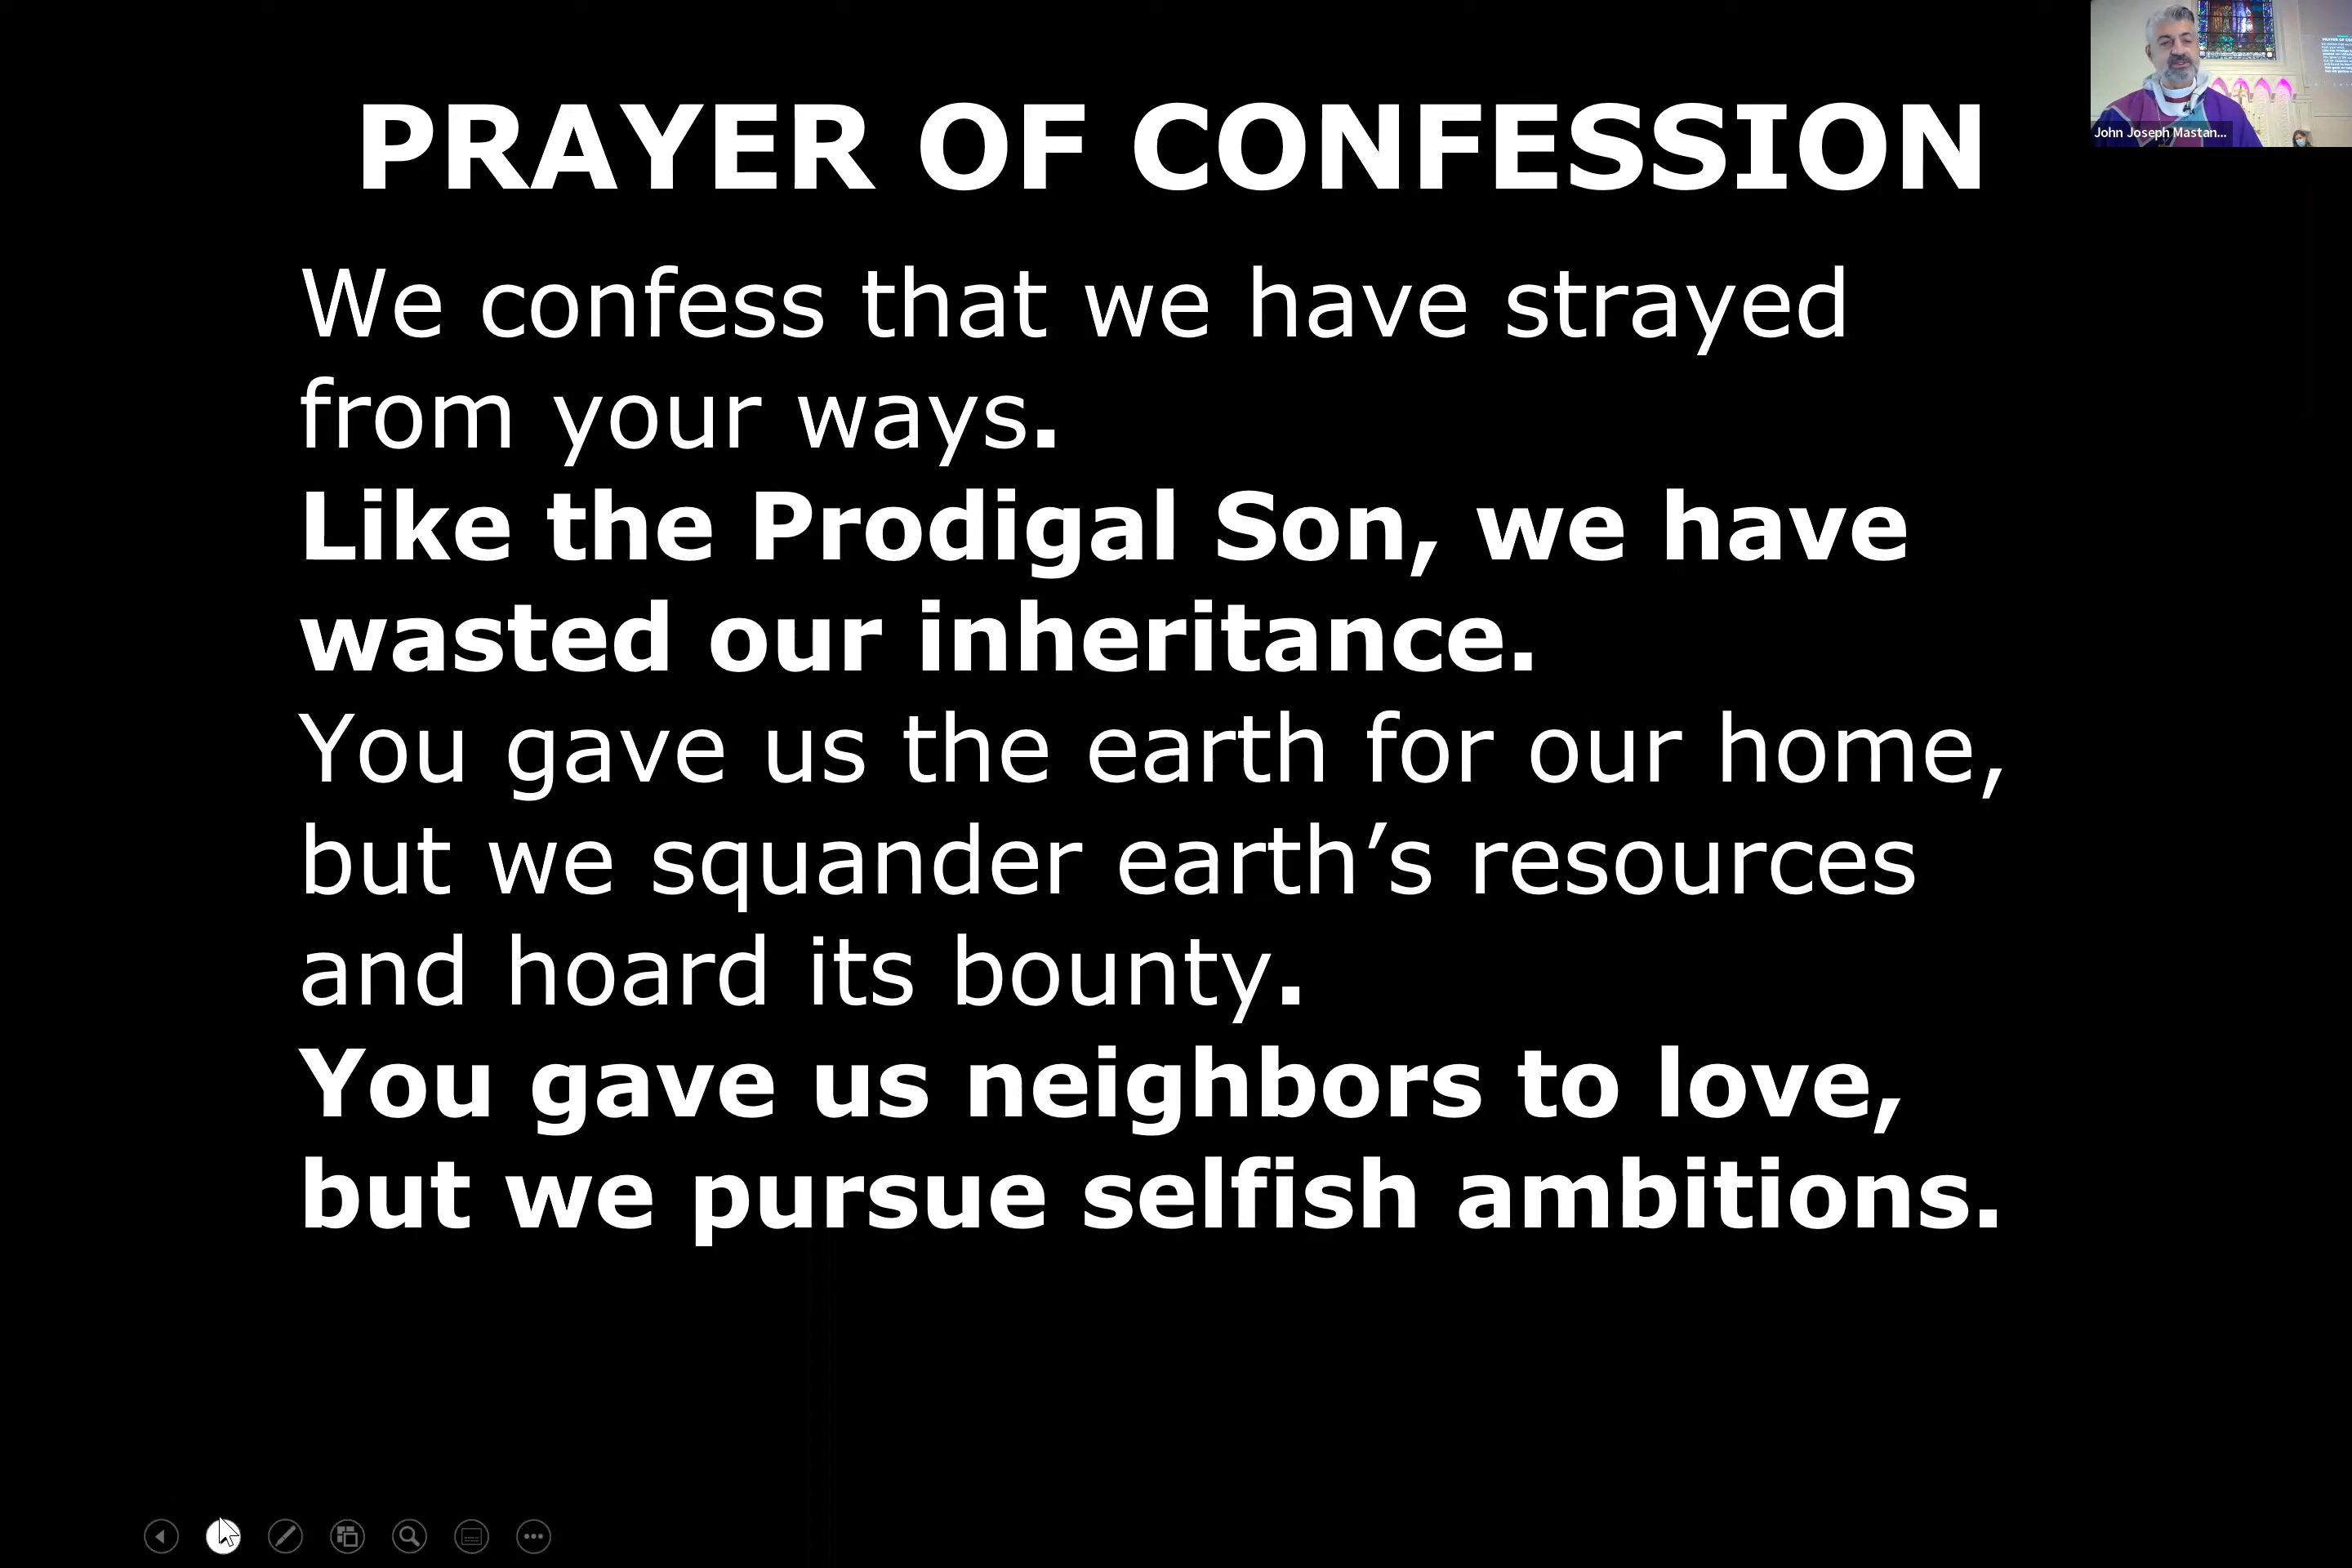 PRAYER OF CONFESSION
We confess that we have strayed
from your ways.
Like the Prodigal Son, we have
wasted our inheritance.
You gave us the earth for our home,
but we squander earth’s resources
and hoard its bounty.
You gave us neighbors to love,
but we pursue selfish ambitions.
John Joseph Mastan...